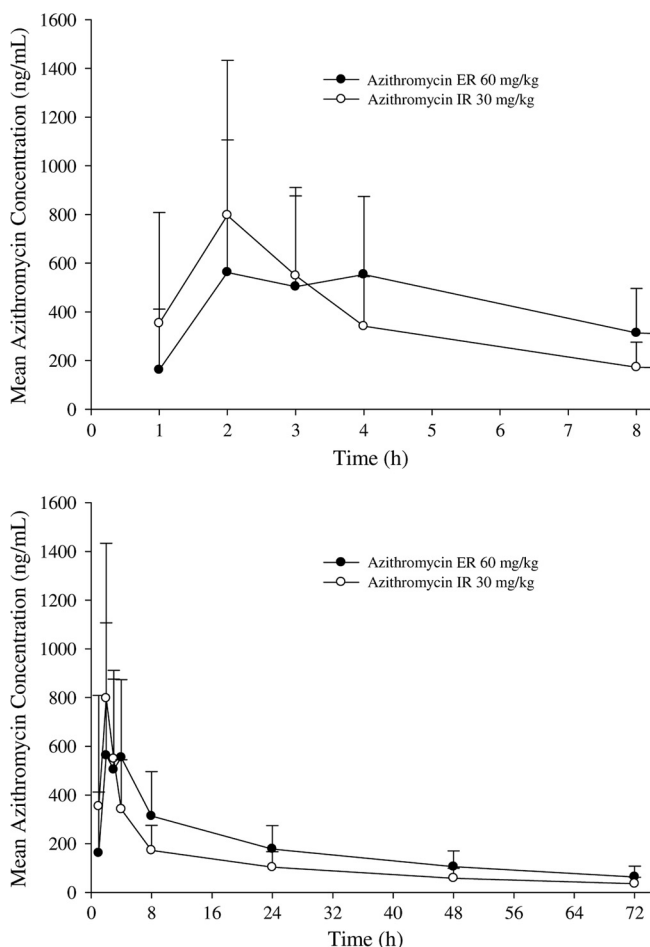 Mean Azithromycin Concentration (ng/mL)
1600
1400
1200
1000
800
600
400
200
0
Azithromycin ER 60 mg/kg
Azithromycin IR 30 mg/kg
0 1 2 3 4 5 6 7 8
Time (h)
Mean Azithromycin Concentration (ng/mL)
1600
1400
1200
1000
800
600
400
200
0
Azithromycin ER 60 mg/kg
Azithromycin IR 30 mg/kg
0 8 16 24 32 40 48 56 64 72
Time (h)